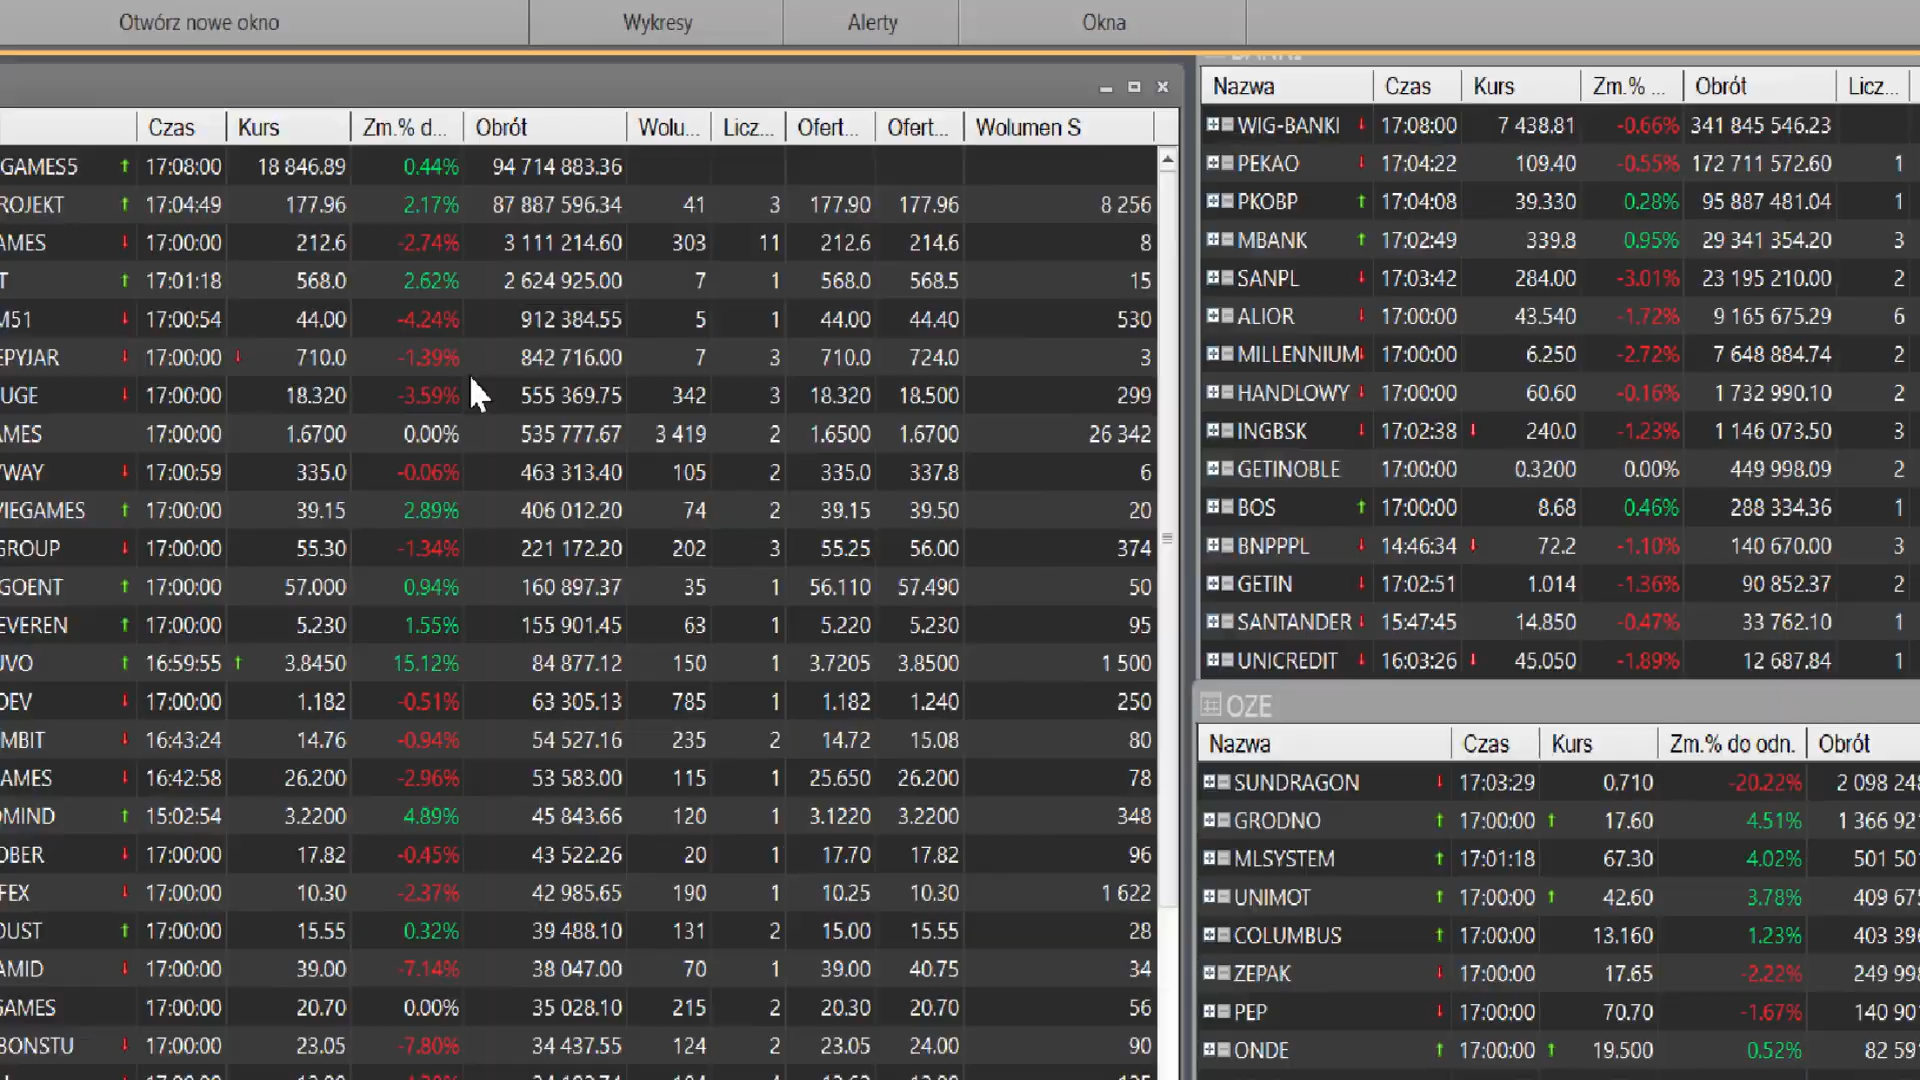 Otwórz nowe okno Wykresy Alerty Okna
Czas Kurs Zm.% d... Obrót Wolu... Licz... Ofert... Ofert... Wolumen S
GAMES5 17:08:00 18 846.89 0.44% 94 714 883.36
ROJEKT 17:04:49 177.96 2.17% 87 887 596.34 41 3 177.90 177.96 8 256
AMES 17:00:00 212.6 -2.74% 3 111 214.60 303 11 212.6 214.6 8
T 17:01:18 568.0 2.62% 2 624 925.00 7 1 568.0 568.5 15
M51 17:00:54 44.00 -4.24% 912 384.55 5 1 44.00 44.40 530
EPYJAR 17:00:00 710.0 -1.39% 842 716.00 7 3 710.0 724.0 3
UGE 17:00:00 18.320 -3.59% 555 369.75 342 3 18.320 18.500 299
AMES 17:00:00 1.6700 0.00% 535 777.67 3 419 2 1.6500 1.6700 26 342
YWAY 17:00:59 335.0 -0.06% 463 313.40 105 2 335.0 337.8 6
VIEGAMES 17:00:00 39.15 2.89% 406 012.20 74 2 39.15 39.50 20
GROUP 17:00:00 55.30 -1.34% 221 172.20 202 3 55.25 56.00 374
GOENT 17:00:00 57.000 0.94% 160 897.37 35 1 56.110 57.490 50
EVEREN 17:00:00 5.230 1.55% 155 901.45 63 1 5.220 5.230 95
UVO 16:59:55 3.8450 15.12% 84 877.12 150 1 3.7205 3.8500 1 500
DEV 17:00:00 1.182 -0.51% 63 305.13 785 1 1.182 1.240 250
MBIT 16:43:24 14.76 -0.94% 54 527.16 235 2 14.72 15.08 80
AMES 16:42:58 26.200 -2.96% 53 583.00 115 1 25.650 26.200 78
OMIND 15:02:54 3.2200 4.89% 45 843.66 120 1 3.1220 3.2200 348
OBER 17:00:00 17.82 -0.45% 43 522.26 20 1 17.70 17.82 96
FEX 17:00:00 10.30 -2.37% 42 985.65 190 1 10.25 10.30 1 622
DUST 17:00:00 15.55 0.32% 39 488.10 131 2 15.00 15.55 28
AMID 17:00:00 39.00 -7.14% 38 047.00 70 1 39.00 40.75 34
GAMES 17:00:00 20.70 0.00% 35 028.10 215 2 20.30 20.70 56
BONSTU 17:00:00 23.05 -7.80% 34 437.55 124 2 23.05 24.00 90
Nazwa Czas Kurs Zm.% ... Obrót Licz...
WIG-BANKI 17:08:00 7 438.81 -0.66% 341 845 546.23
PEKAO 17:04:22 109.40 -0.55% 172 711 572.60 1
PKOBP 17:04:08 39.330 0.28% 95 887 481.04 1
MBANK 17:02:49 339.8 0.95% 29 341 354.20 3
SANPL 17:03:42 284.00 -3.01% 23 195 210.00 2
ALIOR 17:00:00 43.540 -1.72% 9 165 675.29 6
MILLENNIUM 17:00:00 6.250 -2.72% 7 648 884.74 2
HANDLOWY 17:00:00 60.60 -0.16% 1 732 990.10 2
INGBSK 17:02:38 240.0 -1.23% 1 146 073.50 3
GETINOBLE 17:00:00 0.3200 0.00% 449 998.09 2
BOS 17:00:00 8.68 0.46% 288 334.36 1
BNPPPL 14:46:34 72.2 -1.10% 140 670.00 3
GETIN 17:02:51 1.014 -1.36% 90 852.37 2
SANTANDER 15:47:45 14.850 -0.47% 33 762.10 1
UNICREDIT 16:03:26 45.050 -1.89% 12 687.84 1
OZE
Nazwa Czas Kurs Zm.% do odn. Obrót
SUNDRAGON 17:03:29 0.710 -20.22% 2 098 248
GRODNO 17:00:00 17.60 4.51% 1 366 92
MLSYSTEM 17:01:18 67.30 4.02% 501 50
UNIMOT 17:00:00 42.60 3.78% 409 675
COLUMBUS 17:00:00 13.160 1.23% 403 396
ZEPAK 17:00:00 17.65 -2.22% 249 998
PEP 17:00:00 70.70 -1.67% 140 90
ONDE 17:00:00 19.500 0.52% 82 59